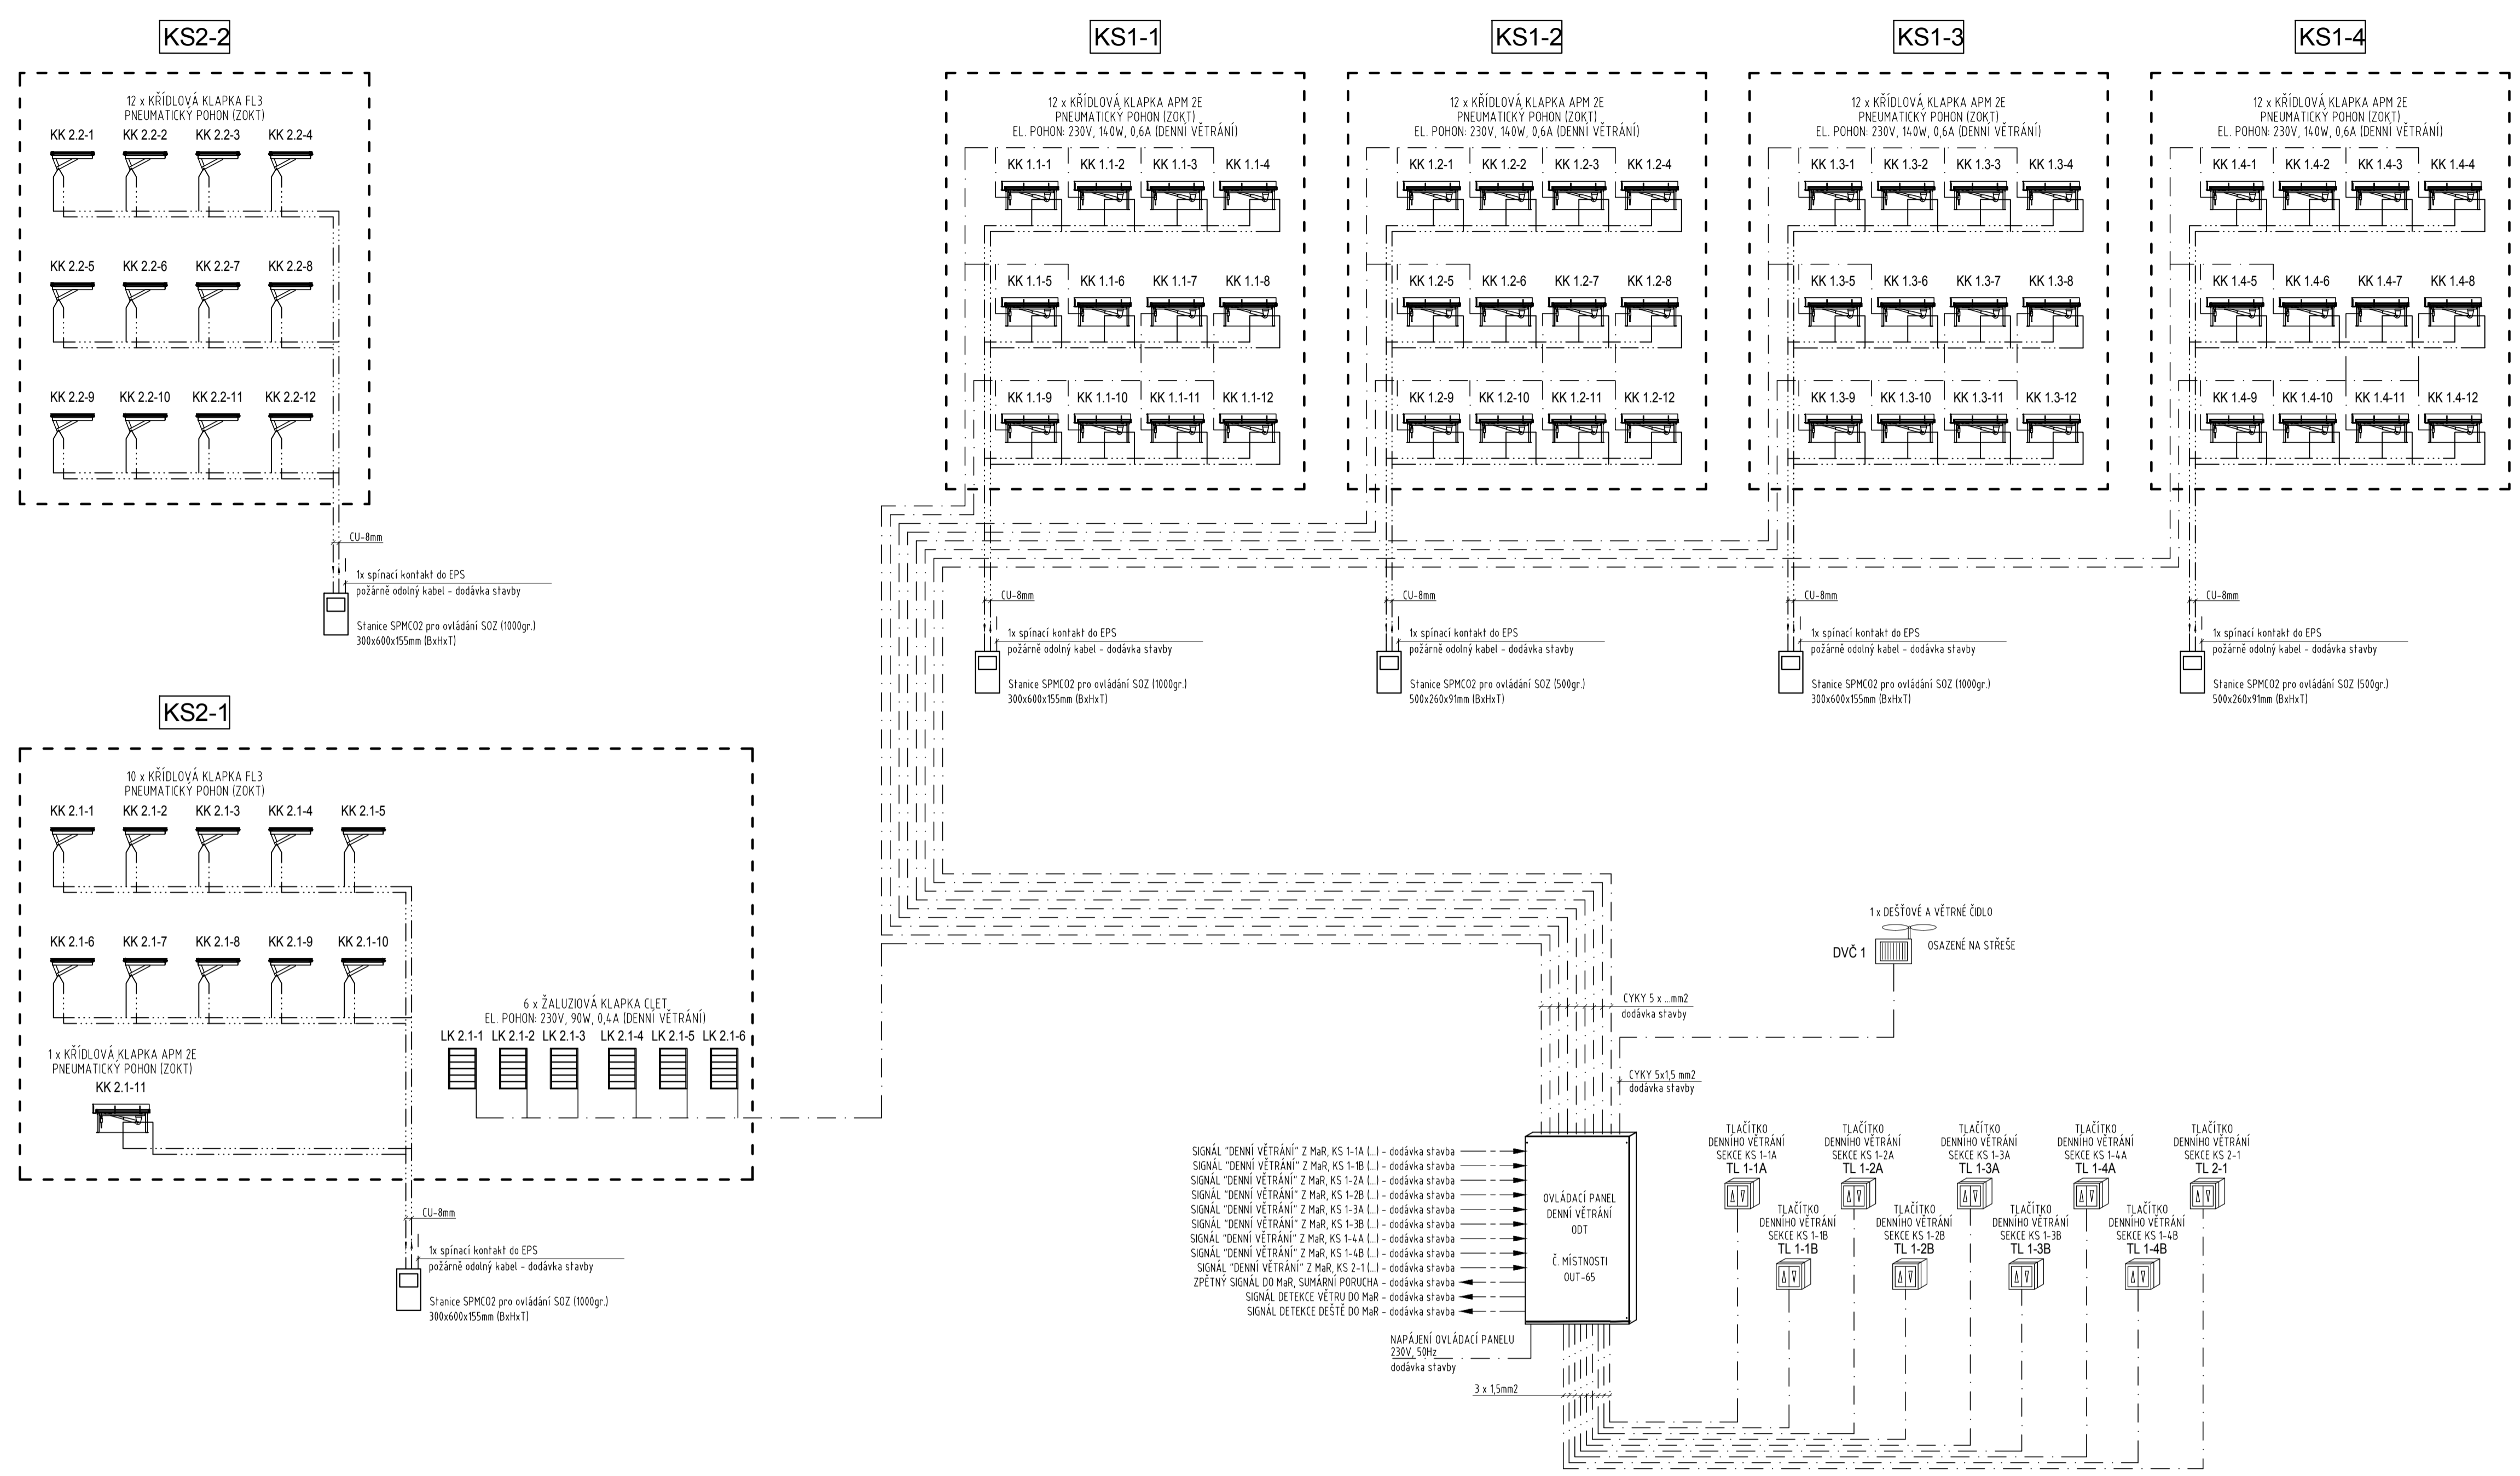 KS2-2
12 x KŘÍDLOVÁ KLAPKA FL3
PNEUMATICKÝ POHON (ZOKT)
KK 2.2-1 KK 2.2-2 KK 2.2-3 KK 2.2-4
KK 2.2-5 KK 2.2-6 KK 2.2-7 KK 2.2-8
KK 2.2-9 KK 2.2-10 KK 2.2-11 KK 2.2-12
CU-8mm
1x spínací kontakt do EPS
požárně odolný kabel - dodávka stavby
Stanice SPMCO2 pro ovládání SOZ (1000gr.)
300x600x155mm (BxHxT)
KS1-1
12 x KŘÍDLOVÁ KLAPKA APM 2E
PNEUMATICKÝ POHON (ZOKT)
EL. POHON: 230V, 140W, 0,6A (DENNÍ VĚTRÁNÍ)
KK 1.1-1 KK 1.1-2 KK 1.1-3 KK 1.1-4
KK 1.1-5 KK 1.1-6 KK 1.1-7 KK 1.1-8
KK 1.1-9 KK 1.1-10 KK 1.1-11 KK 1.1-12
CU-8mm
1x spínací kontakt do EPS
požárně odolný kabel - dodávka stavby
Stanice SPMCO2 pro ovládání SOZ (1000gr.)
300x600x155mm (BxHxT)
KS1-2
12 x KŘÍDLOVÁ KLAPKA APM 2E
PNEUMATICKÝ POHON (ZOKT)
EL. POHON: 230V, 140W, 0,6A (DENNÍ VĚTRÁNÍ)
KK 1.2-1 KK 1.2-2 KK 1.2-3 KK 1.2-4
KK 1.2-5 KK 1.2-6 KK 1.2-7 KK 1.2-8
KK 1.2-9 KK 1.2-10 KK 1.2-11 KK 1.2-12
CU-8mm
1x spínací kontakt do EPS
požárně odolný kabel - dodávka stavby
Stanice SPMCO2 pro ovládání SOZ (500gr.)
500x260x91mm (BxHxT)
KS1-3
12 x KŘÍDLOVÁ KLAPKA APM 2E
PNEUMATICKÝ POHON (ZOKT)
EL. POHON: 230V, 140W, 0,6A (DENNÍ VĚTRÁNÍ)
KK 1.3-1 KK 1.3-2 KK 1.3-3 KK 1.3-4
KK 1.3-5 KK 1.3-6 KK 1.3-7 KK 1.3-8
KK 1.3-9 KK 1.3-10 KK 1.3-11 KK 1.3-12
CU-8mm
1x spínací kontakt do EPS
požárně odolný kabel - dodávka stavby
Stanice SPMCO2 pro ovládání SOZ (1000gr.)
300x600x155mm (BxHxT)
KS1-4
12 x KŘÍDLOVÁ KLAPKA APM 2E
PNEUMATICKÝ POHON (ZOKT)
EL. POHON: 230V, 140W, 0,6A (DENNÍ VĚTRÁNÍ)
KK 1.4-1 KK 1.4-2 KK 1.4-3 KK 1.4-4
KK 1.4-5 KK 1.4-6 KK 1.4-7 KK 1.4-8
KK 1.4-9 KK 1.4-10 KK 1.4-11 KK 1.4-12
CU-8mm
1x spínací kontakt do EPS
požárně odolný kabel - dodávka stavby
Stanice SPMCO2 pro ovládání SOZ (500gr.)
500x260x91mm (BxHxT)
KS2-1
10 x KŘÍDLOVÁ KLAPKA FL3
PNEUMATICKÝ POHON (ZOKT)
KK 2.1-1 KK 2.1-2 KK 2.1-3 KK 2.1-4 KK 2.1-5
KK 2.1-6 KK 2.1-7 KK 2.1-8 KK 2.1-9 KK 2.1-10
1 x KŘÍDLOVÁ KLAPKA APM 2E
PNEUMATICKÝ POHON (ZOKT)
KK 2.1-11
6 x ŽALUZIOVÁ KLAPKA CLET
EL. POHON: 230V, 90W, 0,4A (DENNÍ VĚTRÁNÍ)
LK 2.1-1 LK 2.1-2 LK 2.1-3 LK 2.1-4 LK 2.1-5 LK 2.1-6
CU-8mm
1x spínací kontakt do EPS
požárně odolný kabel - dodávka stavby
Stanice SPMCO2 pro ovládání SOZ (1000gr.)
300x600x155mm (BxHxT)
1 x DEŠŤOVÉ A VĚTRNÉ ČIDLO
DVČ 1
OSAZENÉ NA STŘEŠE
CYKY 5 x ...mm2
dodávka stavby
CYKY 5x1,5 mm2
dodávka stavby
SIGNÁL "DENNÍ VĚTRÁNÍ" Z MaR, KS 1-1A (...) - dodávka stavba
SIGNÁL "DENNÍ VĚTRÁNÍ" Z MaR, KS 1-1B (...) - dodávka stavba
SIGNÁL "DENNÍ VĚTRÁNÍ" Z MaR, KS 1-2A (...) - dodávka stavba
SIGNÁL "DENNÍ VĚTRÁNÍ" Z MaR, KS 1-2B (...) - dodávka stavba
SIGNÁL "DENNÍ VĚTRÁNÍ" Z MaR, KS 1-3A (...) - dodávka stavba
SIGNÁL "DENNÍ VĚTRÁNÍ" Z MaR, KS 1-3B (...) - dodávka stavba
SIGNÁL "DENNÍ VĚTRÁNÍ" Z MaR, KS 1-4A (...) - dodávka stavba
SIGNÁL "DENNÍ VĚTRÁNÍ" Z MaR, KS 1-4B (...) - dodávka stavba
SIGNÁL "DENNÍ VĚTRÁNÍ" Z MaR, KS 2-1 (...) - dodávka stavba
ZPĚTNÝ SIGNÁL DO MaR, SUMÁRNÍ PORUCHA - dodávka stavba
SIGNÁL DETEKCE VĚTRU DO MaR - dodávka stavba
SIGNÁL DETEKCE DEŠTĚ DO MaR - dodávka stavba
OVLÁDACÍ PANEL
DENNÍ VĚTRÁNÍ
ODT
Č. MÍSTNOSTI
OUT-65
NAPÁJENÍ OVLÁDACÍ PANELU
230V, 50Hz
dodávka stavby
3 x 1,5mm2
TLAČÍTKO
DENNÍHO VĚTRÁNÍ
SEKCE KS 1-1A
TL 1-1A
TLAČÍTKO
DENNÍHO VĚTRÁNÍ
SEKCE KS 1-2A
TL 1-2A
TLAČÍTKO
DENNÍHO VĚTRÁNÍ
SEKCE KS 1-3A
TL 1-3A
TLAČÍTKO
DENNÍHO VĚTRÁNÍ
SEKCE KS 1-4A
TL 1-4A
TLAČÍTKO
DENNÍHO VĚTRÁNÍ
SEKCE KS 2-1
TL 2-1
TLAČÍTKO
DENNÍHO VĚTRÁNÍ
SEKCE KS 1-1B
TL 1-1B
TLAČÍTKO
DENNÍHO VĚTRÁNÍ
SEKCE KS 1-2B
TL 1-2B
TLAČÍTKO
DENNÍHO VĚTRÁNÍ
SEKCE KS 1-3B
TL 1-3B
TLAČÍTKO
DENNÍHO VĚTRÁNÍ
SEKCE KS 1-4B
TL 1-4B